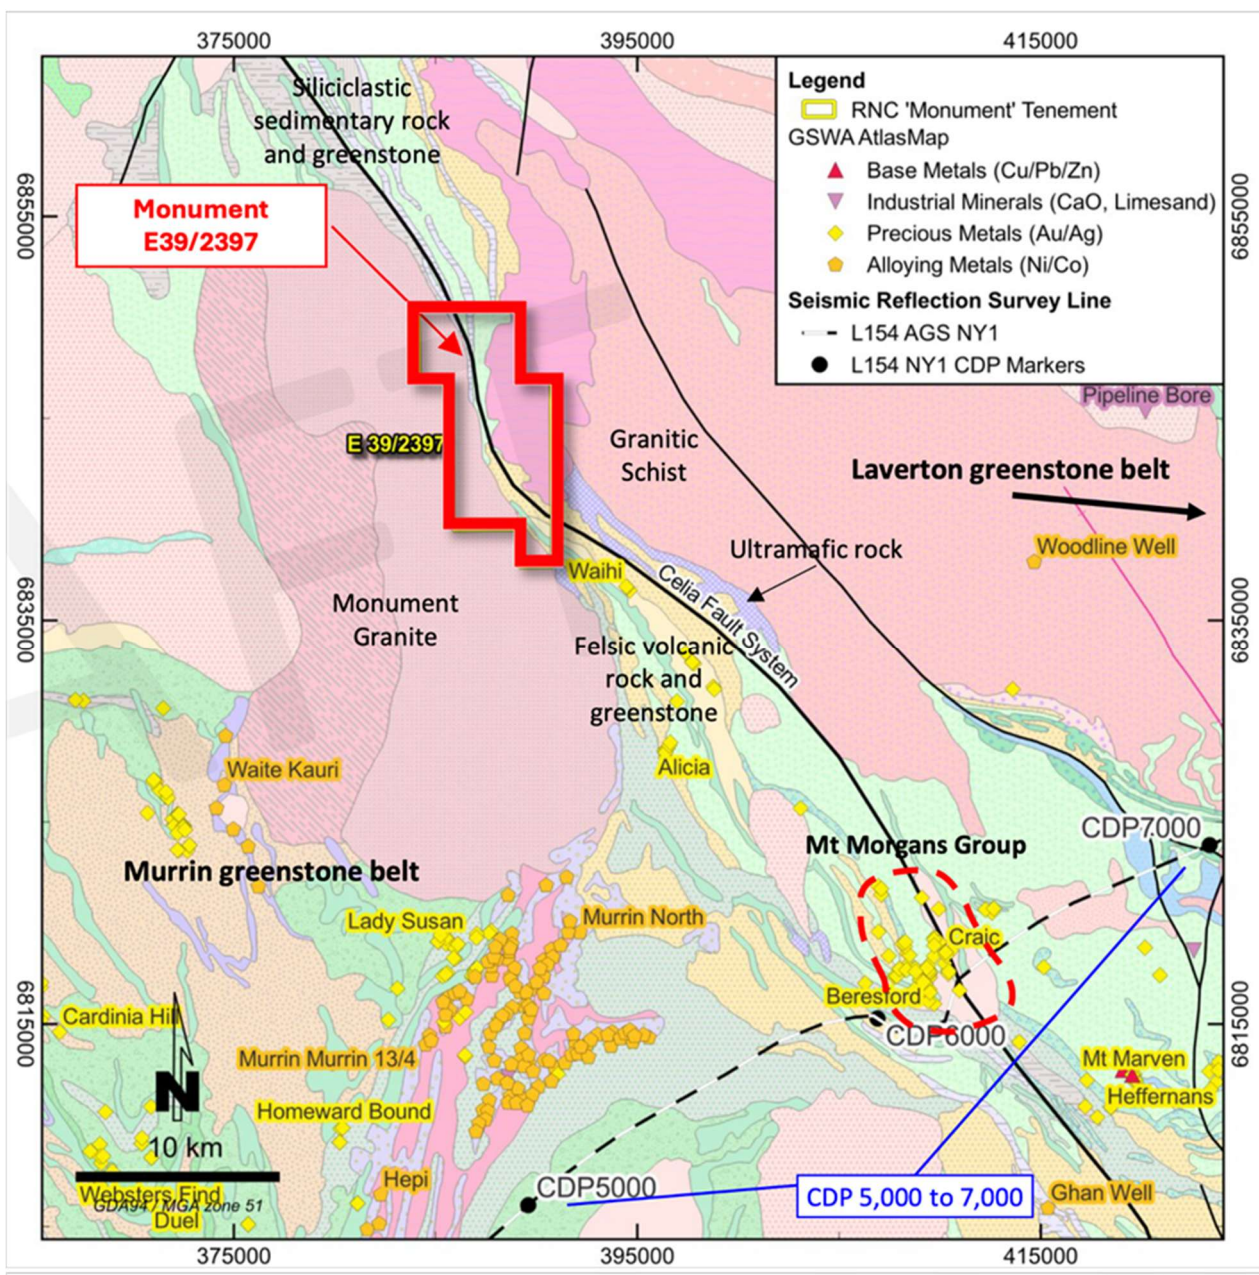 375000
395000
415000
Siliciclastic
sedimentary rock
and greenstone
Legend
RNC 'Monument' Tenement
GSWA AtlasMap
Base Metals (Cu/Pb/Zn)
Industrial Minerals (CaO, Limesand)
Precious Metals (Au/Ag)
Alloying Metals (Ni/Co)
Seismic Reflection Survey Line
L154 AGS NY1
L154 NY1 CDP Markers
6855000
6855000
Monument
E39/2397
Pipeline Bore
E 39/2397
Granitic
Schist
Laverton greenstone belt
Woodline Well
Ultramafic rock
Waihi
Celia Fault System
6835000
6835000
Monument
Granite
Felsic volcanic
rock and
greenstone
Waite Kauri
Alicia
CDP7000
Mt Morgans Group
Murrin greenstone belt
Lady Susan
Murrin North
Craic
Beresford
6815000
6815000
Cardinia Hill
CDP6000
Murrin Murrin 13/4
Mt Marven
Heffernans
N
Homeward Bound
10 km
Hepi
CDP5000
CDP 5,000 to 7,000
Ghan Well
Websters Find
GDA94 / MGA zone 51
Duel
375000
395000
415000